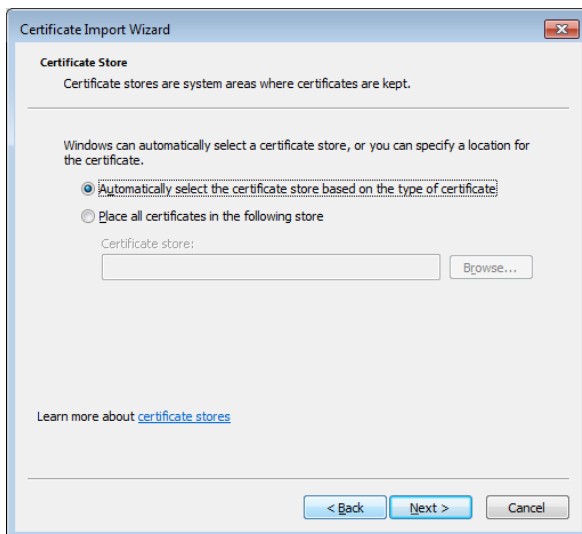 Certificate Import Wizard
Certificate Store
Certificate stores are system areas where certificates are kept.
Windows can automatically select a certificate store, or you can specify a location for
the certificate.
Automatically select the certificate store based on the type of certificate
Place all certificates in the following store
Certificate store:
Browse...
Learn more about certificate stores
< Back Next > Cancel